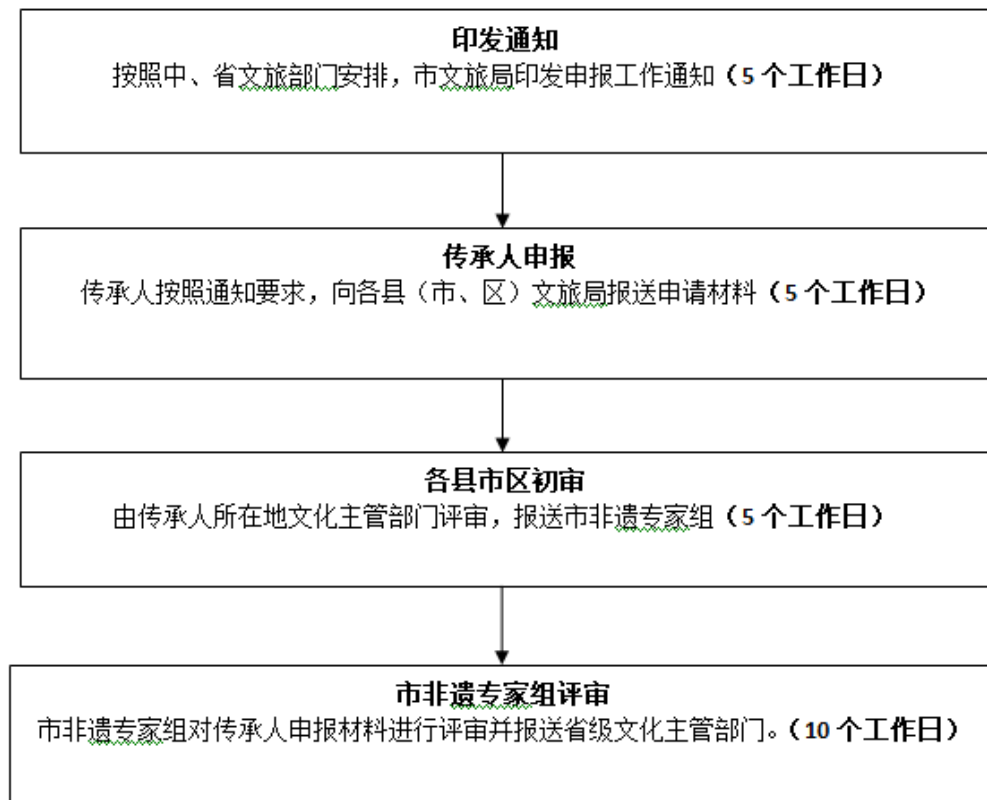 印发通知
按照中、省文旅部门安排，市文旅局印发申报工作通知（5 个工作日）
传承人申报
传承人按照通知要求，向各县（市、区）文旅局报送申请材料（5 个工作日）
各县市区初审
由传承人所在地文化主管部门评审，报送市非遗专家组（5 个工作日）
市非遗专家组评审
市非遗专家组对传承人申报材料进行评审并报送省级文化主管部门。（10 个工作日）